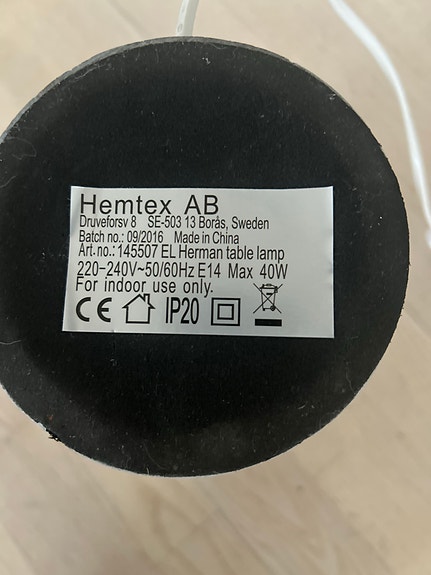 Hemtex AB
Druveforsv 8 SE-503 13 Borås, Sweden
Batch no.: 09/2016 Made in China
Art.no.: 145507 EL Herman table lamp
220-240V~50/60Hz E14 Max 40W
For indoor use only.
CE IP20